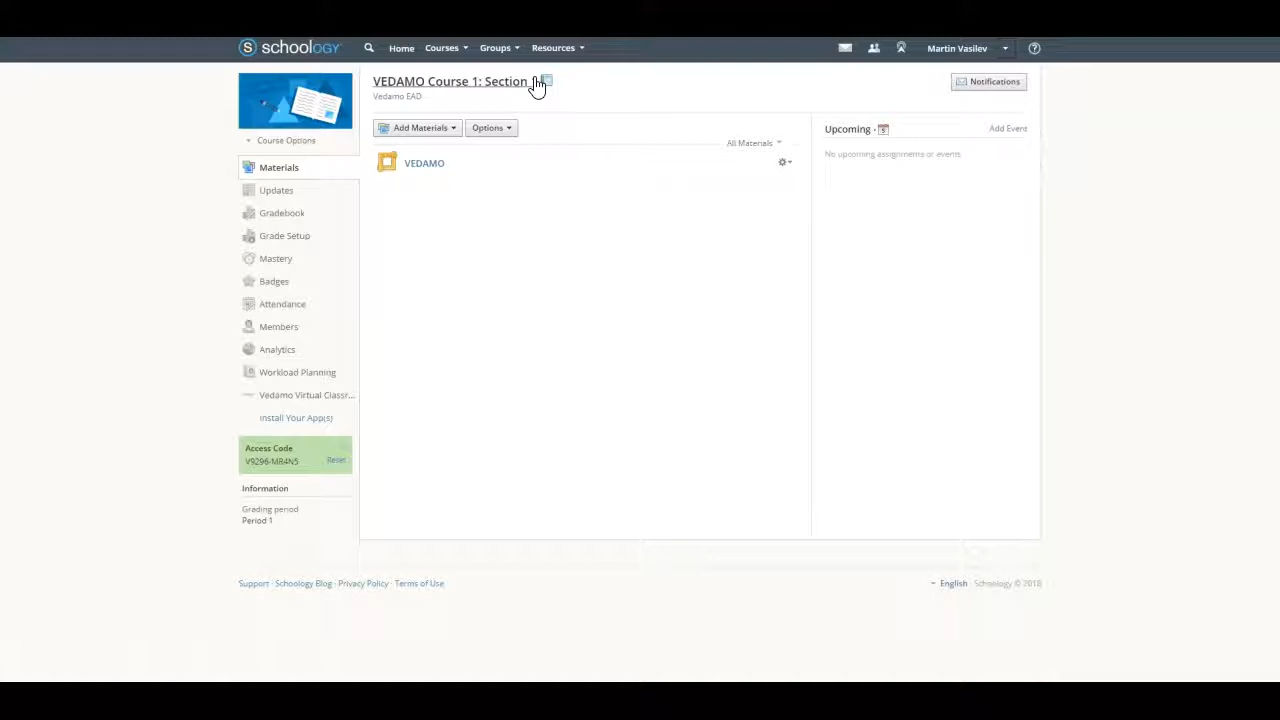 schoology
Home
Courses
Groups
Resources
Martin Vasilev
VEDAMO Course 1: Section
Vedamo EAD
Notifications
Course Options
Add Materials
Options
All Materials
VEDAMO
Upcoming
Add Event
No upcoming assignments or events
Materials
Updates
Gradebook
Grade Setup
Mastery
Badges
Attendance
Members
Analytics
Workload Planning
Vedamo Virtual Classr...
Install Your App(s)
Access Code
V9296-MR4N5
Reset
Information
Grading period
Period 1
Support · Schoology Blog · Privacy Policy · Terms of Use
English · Schoology © 2018